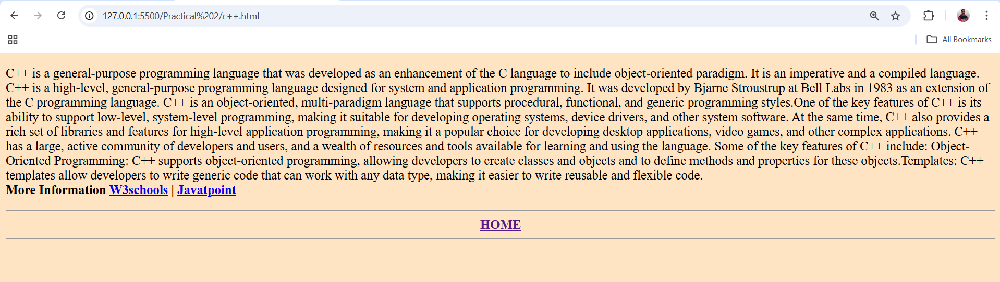 127.0.0.1:5500/Practical%202/c++.html
All Bookmarks
C++ is a general-purpose programming language that was developed as an enhancement of the C language to include object-oriented paradigm. It is an imperative and a compiled language.
C++ is a high-level, general-purpose programming language designed for system and application programming. It was developed by Bjarne Stroustrup at Bell Labs in 1983 as an extension of
the C programming language. C++ is an object-oriented, multi-paradigm language that supports procedural, functional, and generic programming styles.One of the key features of C++ is its
ability to support low-level, system-level programming, making it suitable for developing operating systems, device drivers, and other system software. At the same time, C++ also provides a
rich set of libraries and features for high-level application programming, making it a popular choice for developing desktop applications, video games, and other complex applications. C++
has a large, active community of developers and users, and a wealth of resources and tools available for learning and using the language. Some of the key features of C++ include: Object-
Oriented Programming: C++ supports object-oriented programming, allowing developers to create classes and objects and to define methods and properties for these objects.Templates: C++
templates allow developers to write generic code that can work with any data type, making it easier to write reusable and flexible code.
More Information W3schools | Javatpoint
HOME